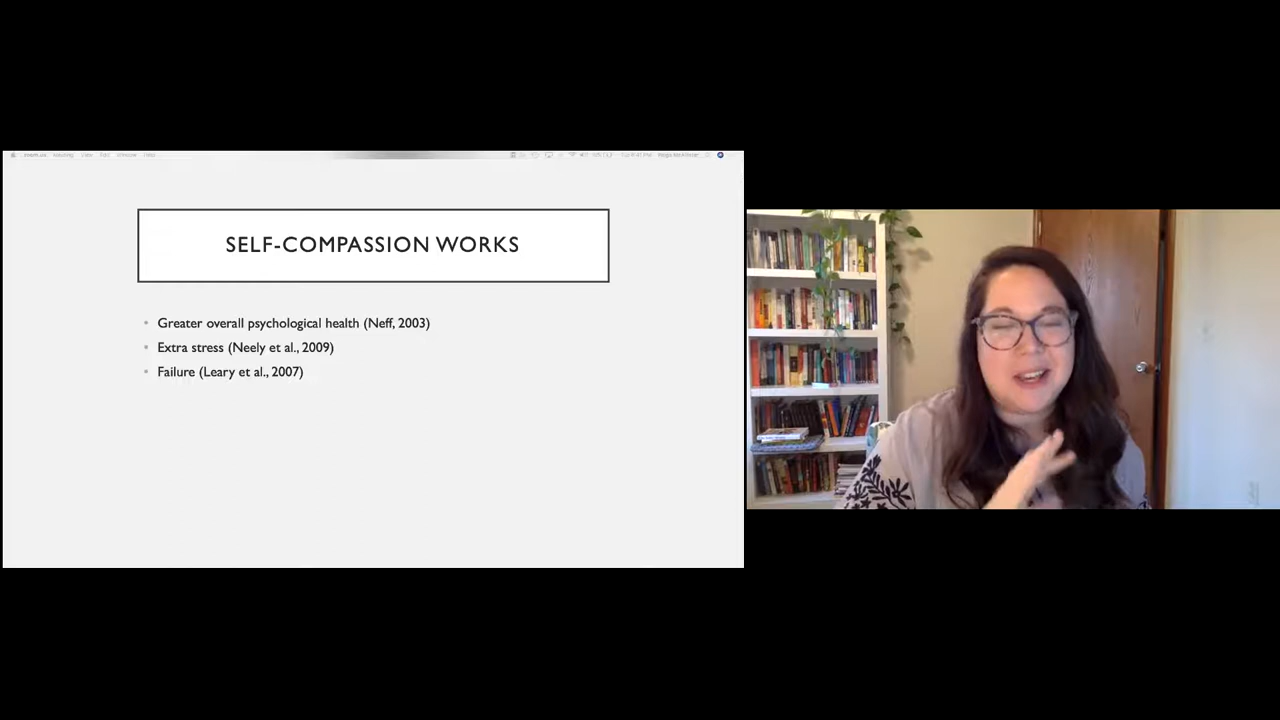 SELF-COMPASSION WORKS
• Greater overall psychological health (Neff, 2003)
• Extra stress (Neely et al., 2009)
• Failure (Leary et al., 2007)